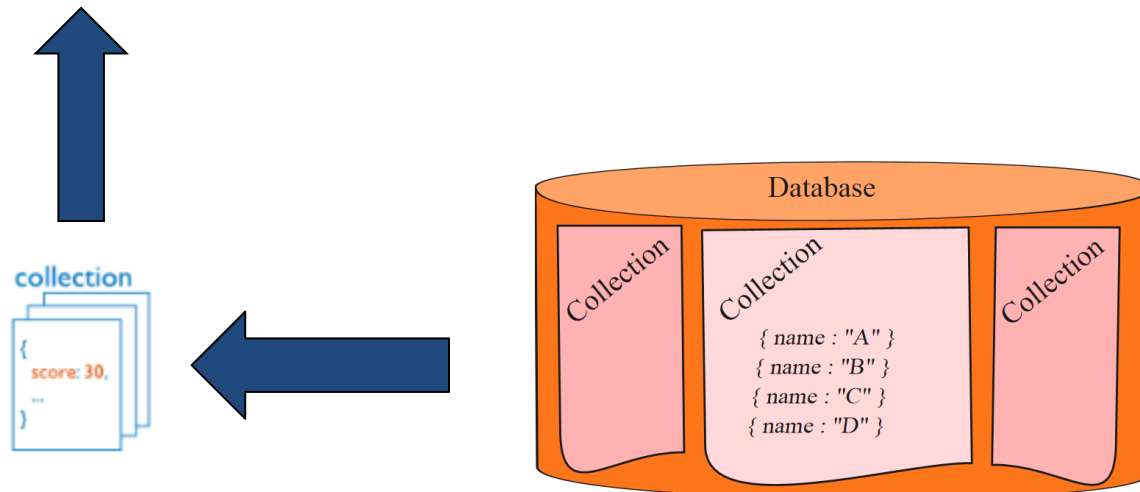 collection
{
score: 30,
...
}
Database
Collection
Collection
{ name : "A" }
{ name : "B" }
{ name : "C" }
{ name : "D" }
Collection